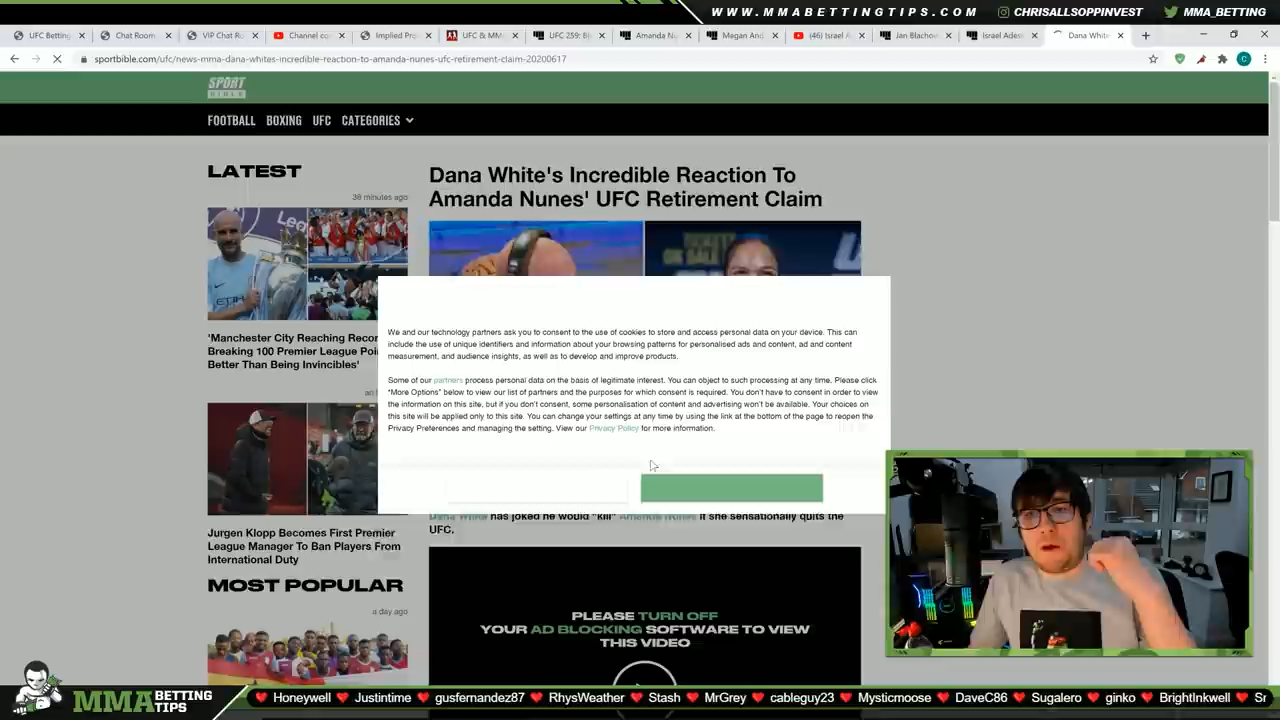 WWW.MMABETTINGTIPS.COM
CHRISALLSOPPINVEST
MMA_BETTING
UFC Betting
Chat Room
VIP Chat Ro
Channel co
Implied Pro
UFC & MM
UFC 259: Bl
Amanda Nu
Megan And
(46) Israel A
Jan Blachow
Israel Ades
Dana White
sportbible.com/ufc/news-mma-dana-whites-incredible-reaction-to-amanda-nunes-ufc-retirement-claim-20200617
SPORT
BIBLE
FOOTBALL BOXING UFC CATEGORIES
LATEST
38 minutes ago
'Manchester City Reaching Recor
Breaking 100 Premier League Poi
Better Than Being Invincibles'
Jurgen Klopp Becomes First Premier
League Manager To Ban Players From
International Duty
MOST POPULAR
a day ago
Dana White's Incredible Reaction To
Amanda Nunes' UFC Retirement Claim
We and our technology partners ask you to consent to the use of cookies to store and access personal data on your device. This can
include the use of unique identifiers and information about your browsing patterns for personalised ads and content, ad and content
measurement, and audience insights, as well as to develop and improve products.
Some of our partners process personal data on the basis of legitimate interest. You can object to such processing at any time. Please click
"More Options" below to view our list of partners and the purposes for which consent is required. You don't have to consent in order to view
the information on this site, but if you don't consent, some personalisation of content and advertising won't be available. Your choices on
this site will be applied only to this site. You can change your settings at any time by using the link at the bottom of the page to reopen the
Privacy Preferences and managing the setting. View our Privacy Policy for more information.
Dana White has joked he would "kill" Amanda Nunes if she sensationally quits the
UFC.
PLEASE TURN OFF
YOUR AD BLOCKING SOFTWARE TO VIEW
THIS VIDEO
MMA BETTING
TIPS
Honeywell Justintime gusfernandez87 RhysWeather Stash MrGrey cableguy23 Mysticmoose DaveC86 Sugalero ginko BrightInkwell Sr